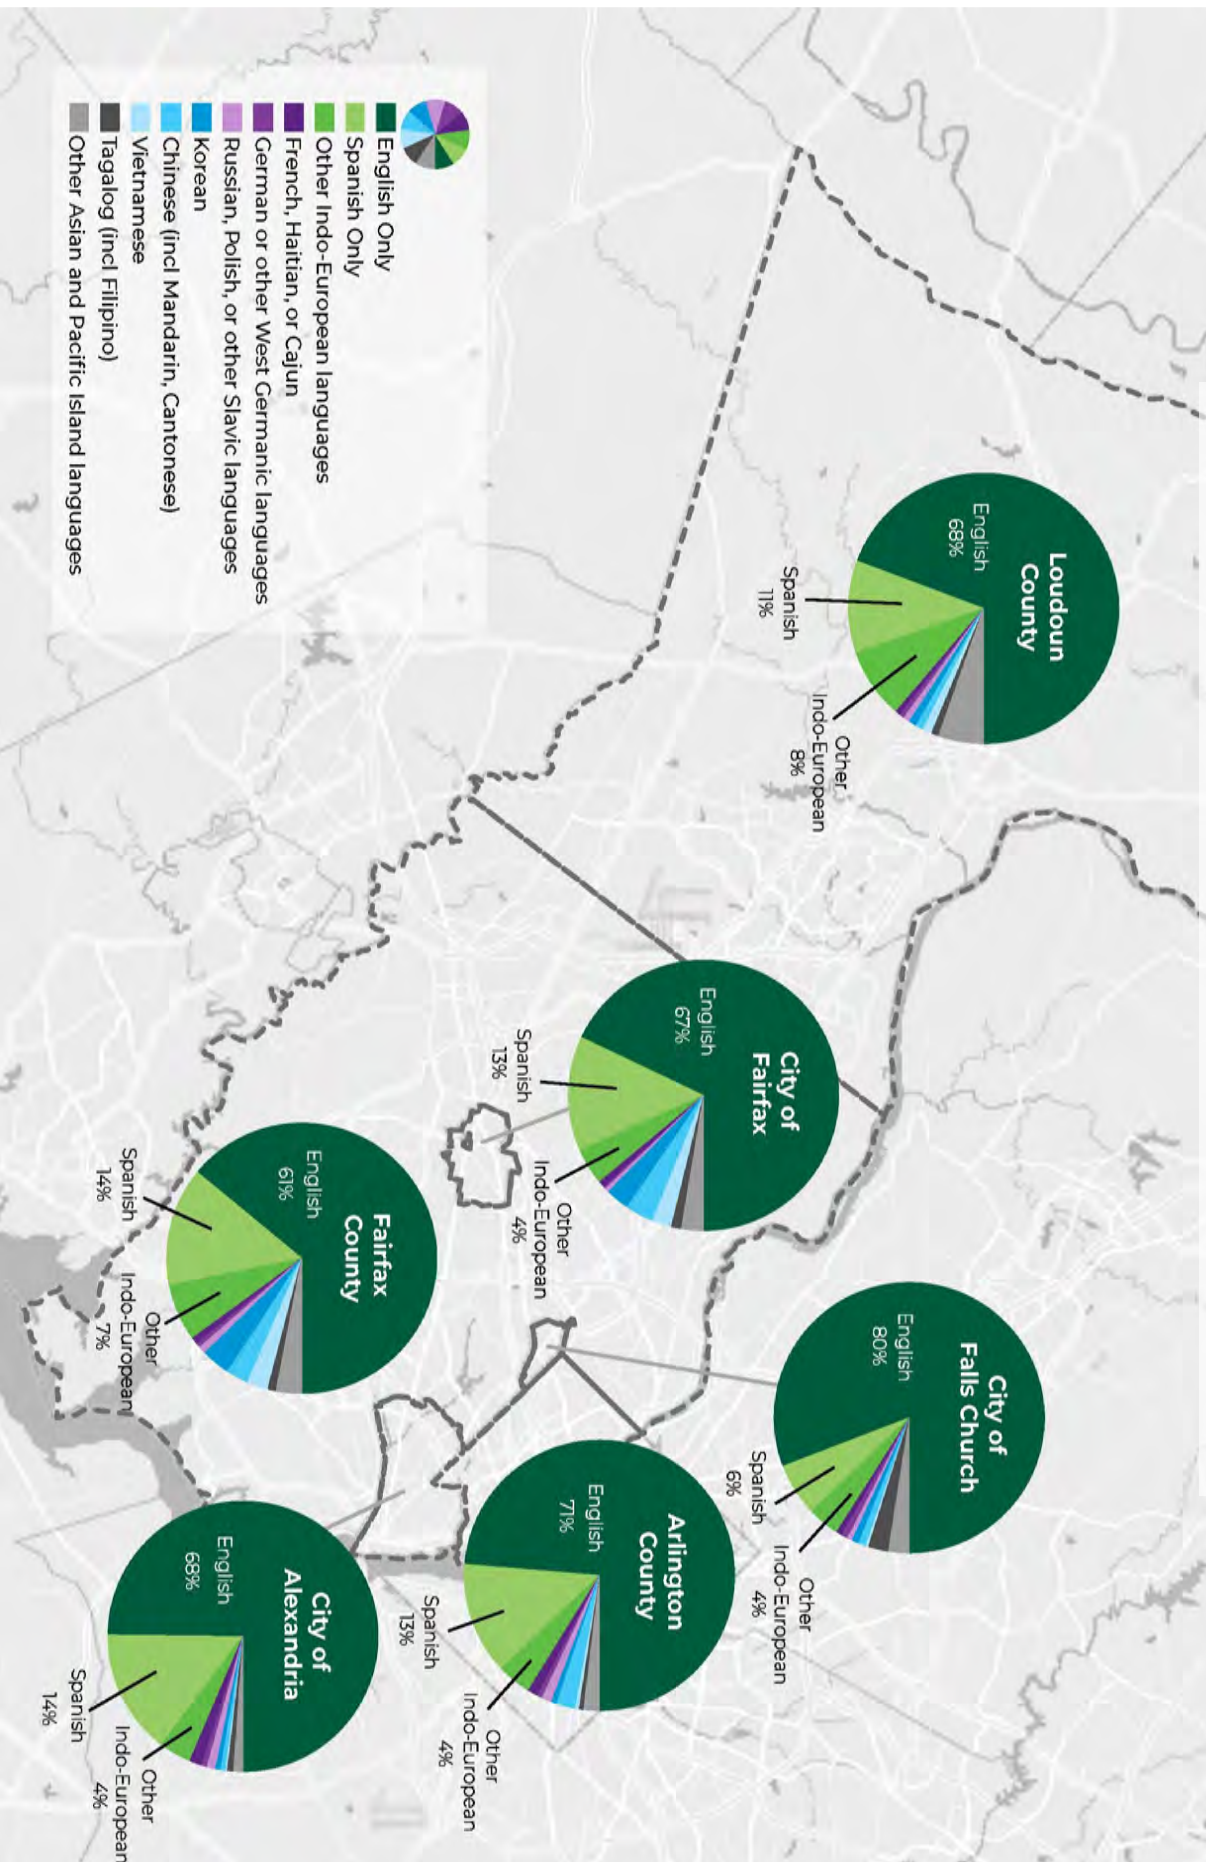 Loudoun
County
English
68%
Spanish
11%
Other
Indo-European
8%
City of
Fairfax
English
67%
Spanish
13%
Other
Indo-European
4%
City of
Falls Church
English
80%
Spanish
6%
Other
Indo-European
4%
Fairfax
County
English
61%
Spanish
14%
Other
Indo-European
7%
Arlington
County
English
71%
Spanish
13%
Other
Indo-European
4%
City of
Alexandria
English
68%
Spanish
14%
Other
Indo-European
4%
English Only
Spanish Only
Other Indo-European languages
French, Haitian, or Cajun
German or other West Germanic languages
Russian, Polish, or other Slavic languages
Korean
Chinese (incl Mandarin, Cantonese)
Vietnamese
Tagalog (incl Filipino)
Other Asian and Pacific Island languages